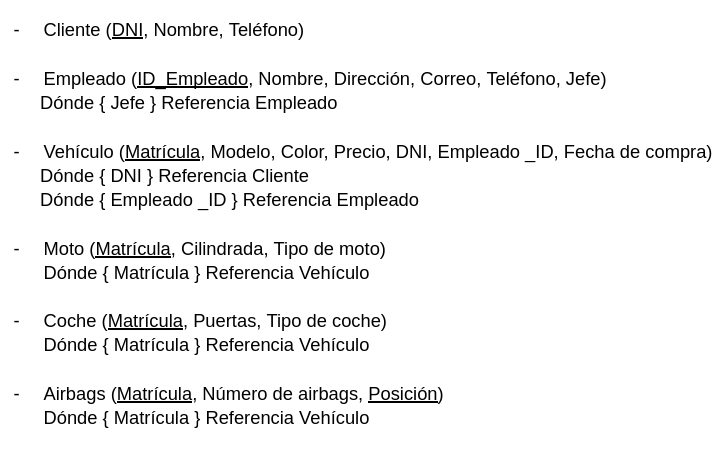 - Cliente (DNI, Nombre, Teléfono)
- Empleado (ID_Empleado, Nombre, Dirección, Correo, Teléfono, Jefe)
Dónde { Jefe } Referencia Empleado
- Vehículo (Matrícula, Modelo, Color, Precio, DNI, Empleado _ID, Fecha de compra)
Dónde { DNI } Referencia Cliente
Dónde { Empleado _ID } Referencia Empleado
- Moto (Matrícula, Cilindrada, Tipo de moto)
Dónde { Matrícula } Referencia Vehículo
- Coche (Matrícula, Puertas, Tipo de coche)
Dónde { Matrícula } Referencia Vehículo
- Airbags (Matrícula, Número de airbags, Posición)
Dónde { Matrícula } Referencia Vehículo